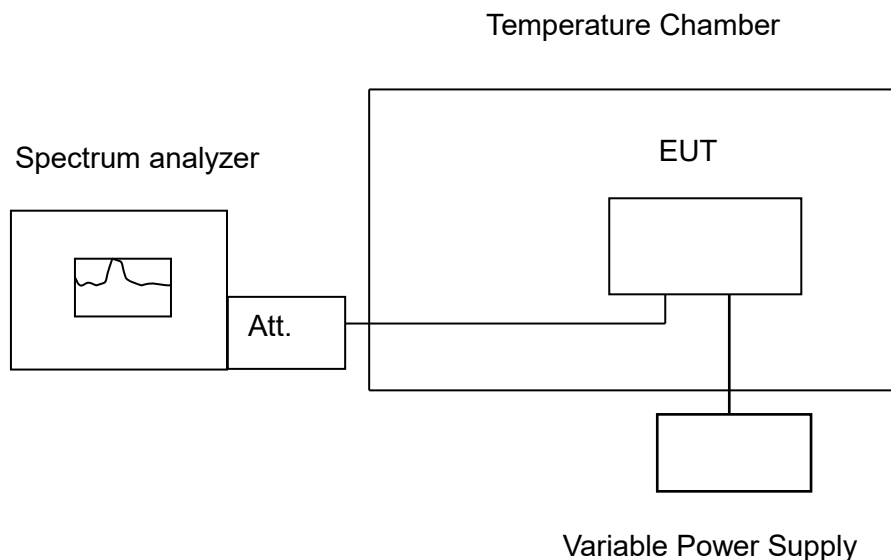 Temperature Chamber
Spectrum analyzer
EUT
Att.
Variable Power Supply